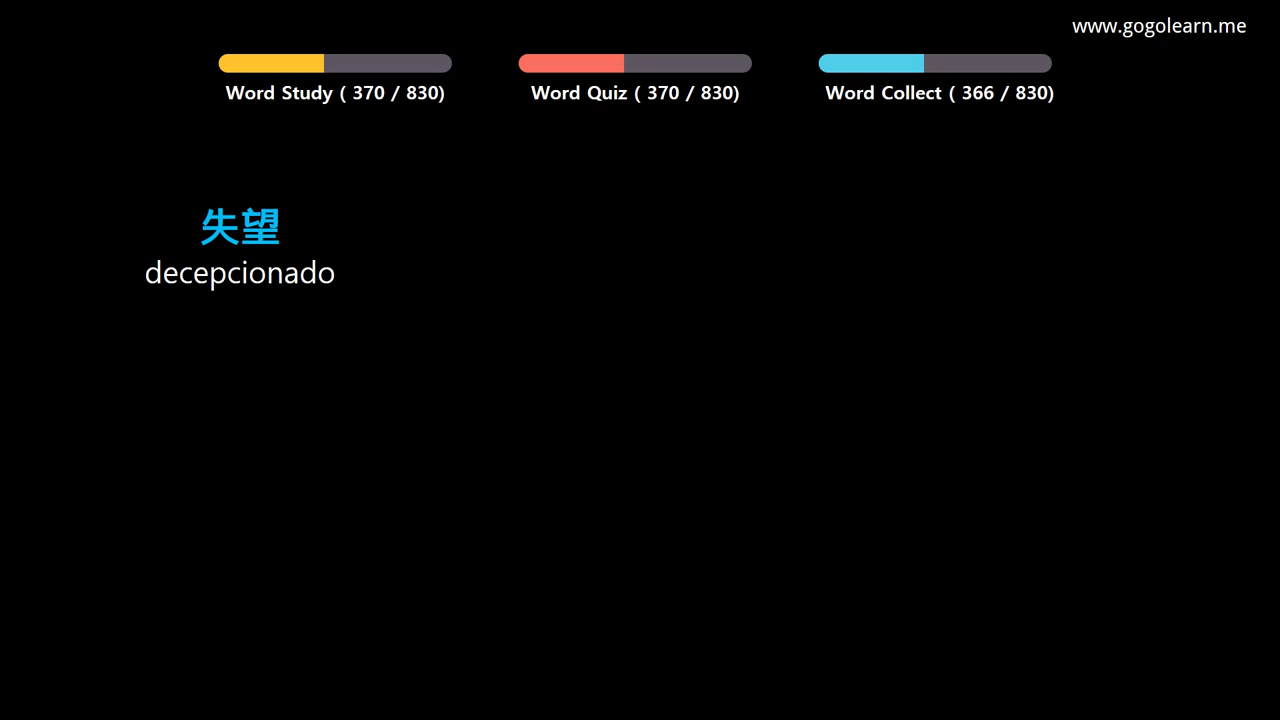 www.gogolearn.me
Word Study ( 370 / 830)
Word Quiz ( 370 / 830)
Word Collect ( 366 / 830)
失望
decepcionado